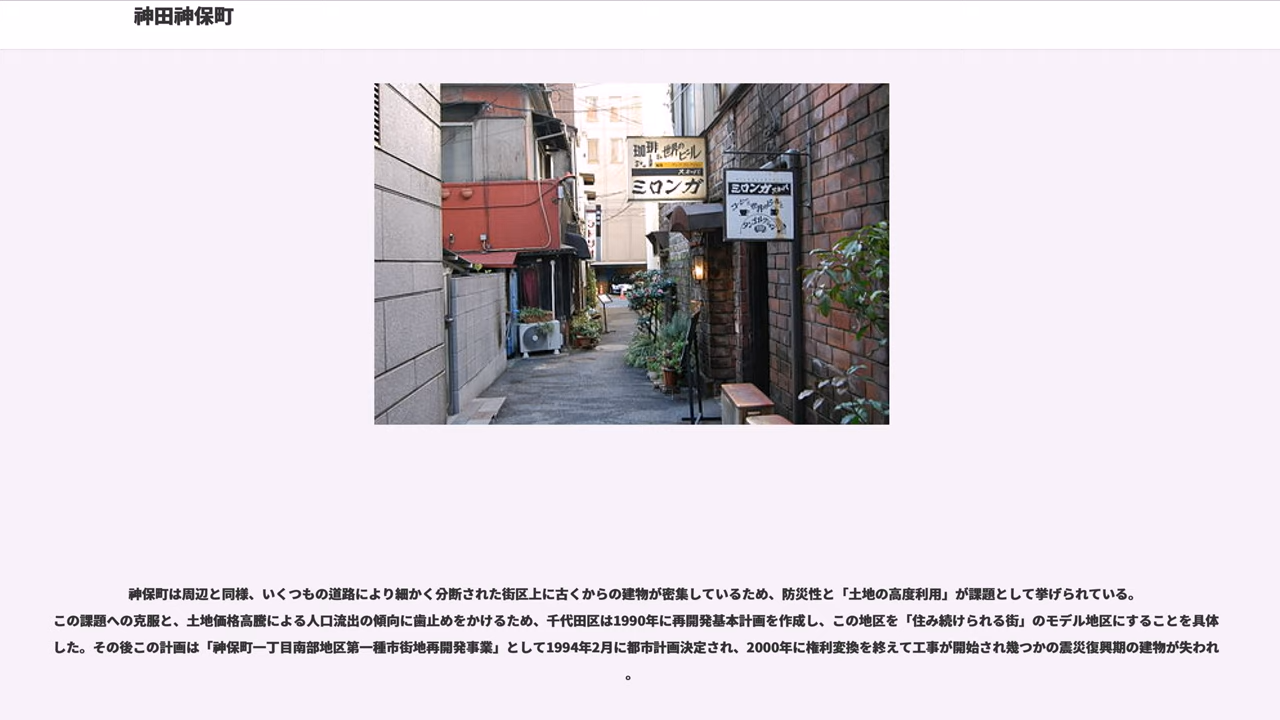 神田神保町
珈琲
世界のビール
ミロンガ
ミロンガ
神保町は周辺と同様、いくつもの道路により細かく分断された街区上に古くからの建物が密集しているため、防災性と「土地の高度利用」が課題として挙げられている。
この課題への克服と、土地価格高騰による人口流出の傾向に歯止めをかけるため、千代田区は1990年に再開発基本計画を作成し、この地区を「住み続けられる街」のモデル地区にすることを具体
した。その後この計画は「神保町一丁目南部地区第一種市街地再開発事業」として1994年2月に都市計画決定され、2000年に権利変換を終えて工事が開始され幾つかの震災復興期の建物が失われ
。